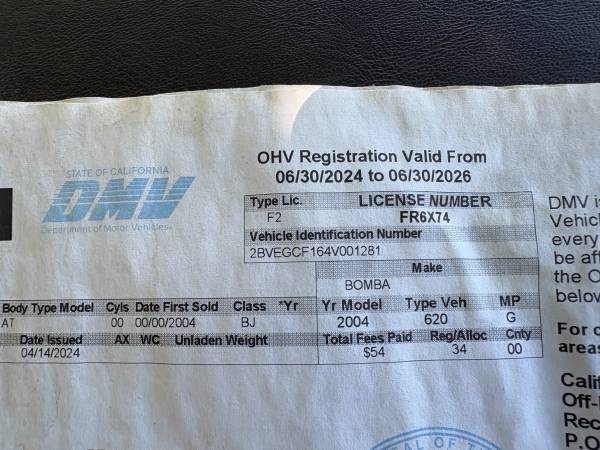 STATE OF CALIFORNIA
DMV
Department of Motor Vehicles
OHV Registration Valid From
06/30/2024 to 06/30/2026
Type Lic. LICENSE NUMBER
F2 FR6X74
Vehicle Identification Number
2BVEGCF164V001281
Make
BOMBA
Body Type Model Cyls Date First Sold Class *Yr Yr Model Type Veh MP
AT 00 00/00/2004 BJ 2004 620 G
Date Issued AX WC Unladen Weight Total Fees Paid Reg/Alloc Cnty
04/14/2024 $54 34 00
DMV i
Vehic
every
be aff
the O
below
For c
areas
Calif
Off-
Rec
P.O
SEAL OF T